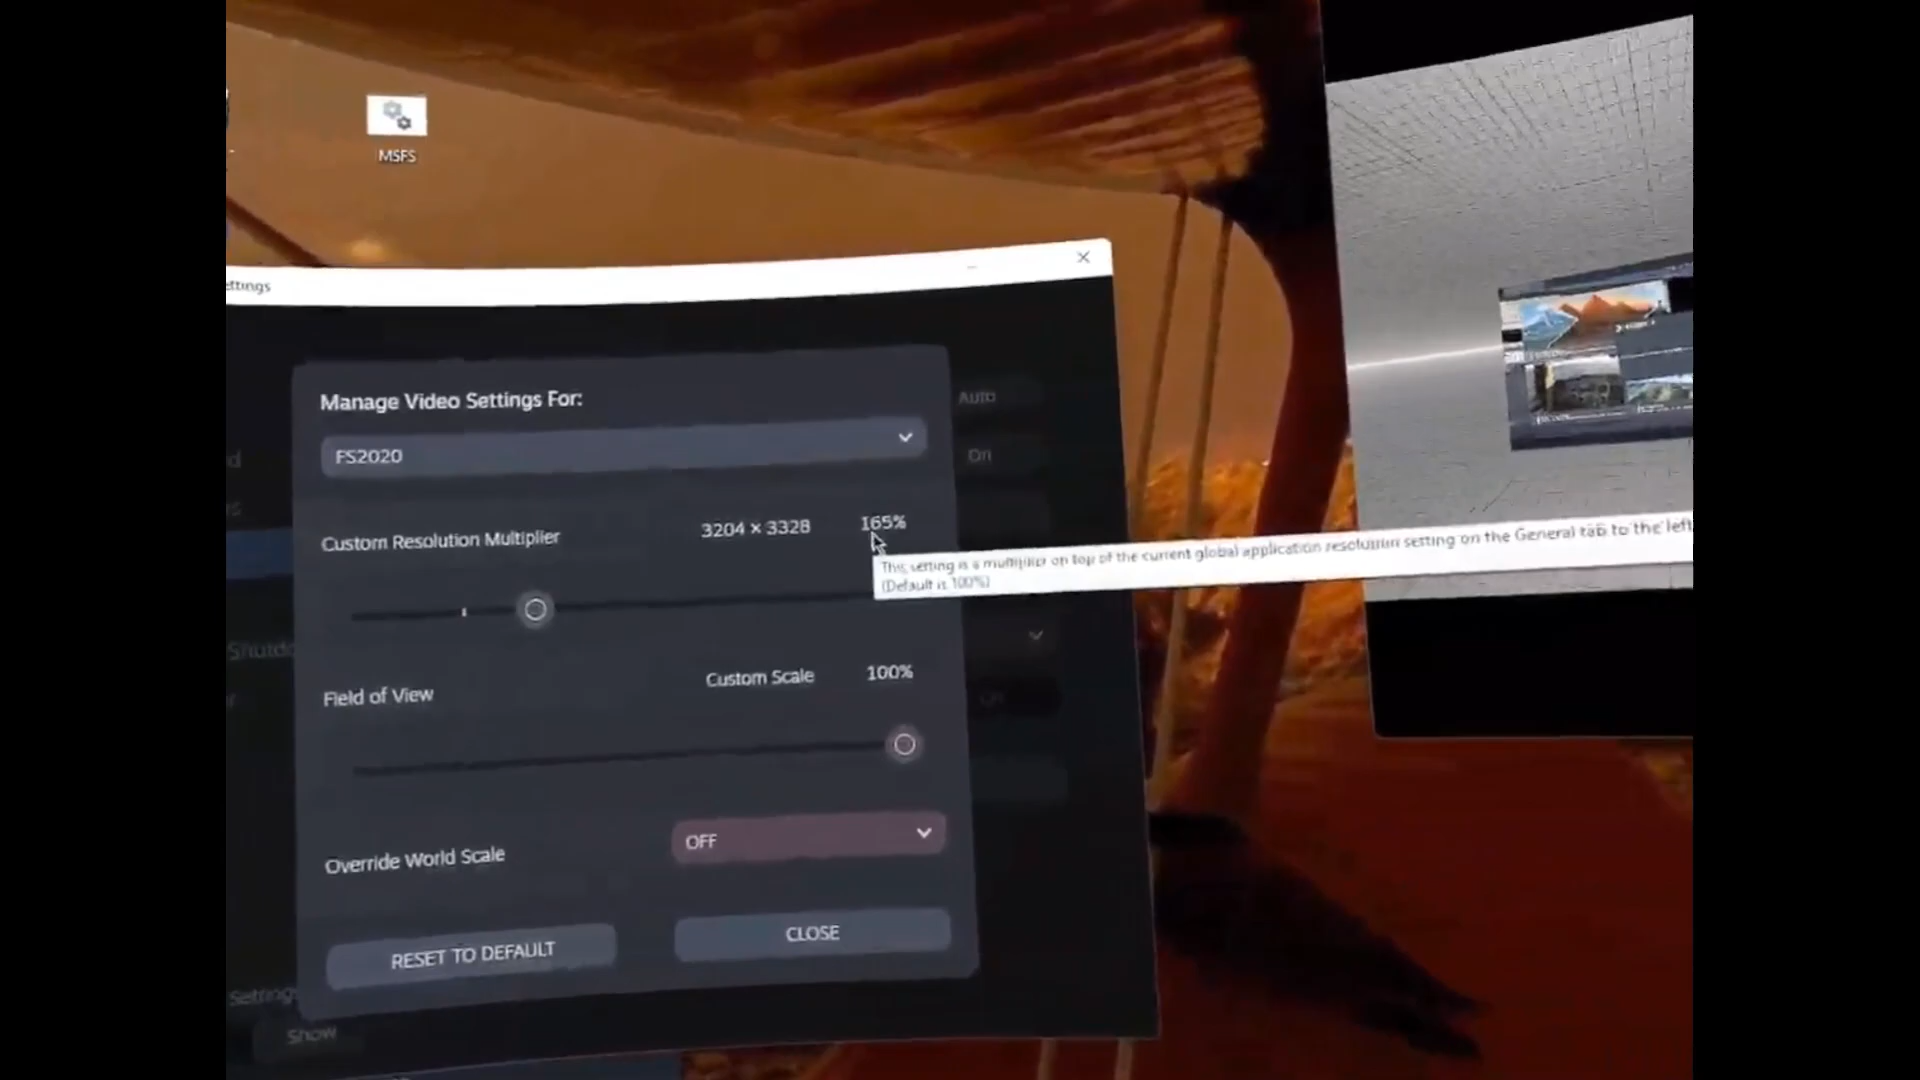 MSFS
ettings
Manage Video Settings For:
Auto
FS2020
On
Custom Resolution Multiplier
3204 × 3328
165%
This setting is a multiplier on top of the current global application resolution setting on the General tab to the left
(Default is 100%)
Field of View
Custom Scale
100%
Override World Scale
OFF
RESET TO DEFAULT
CLOSE
Settings
Show